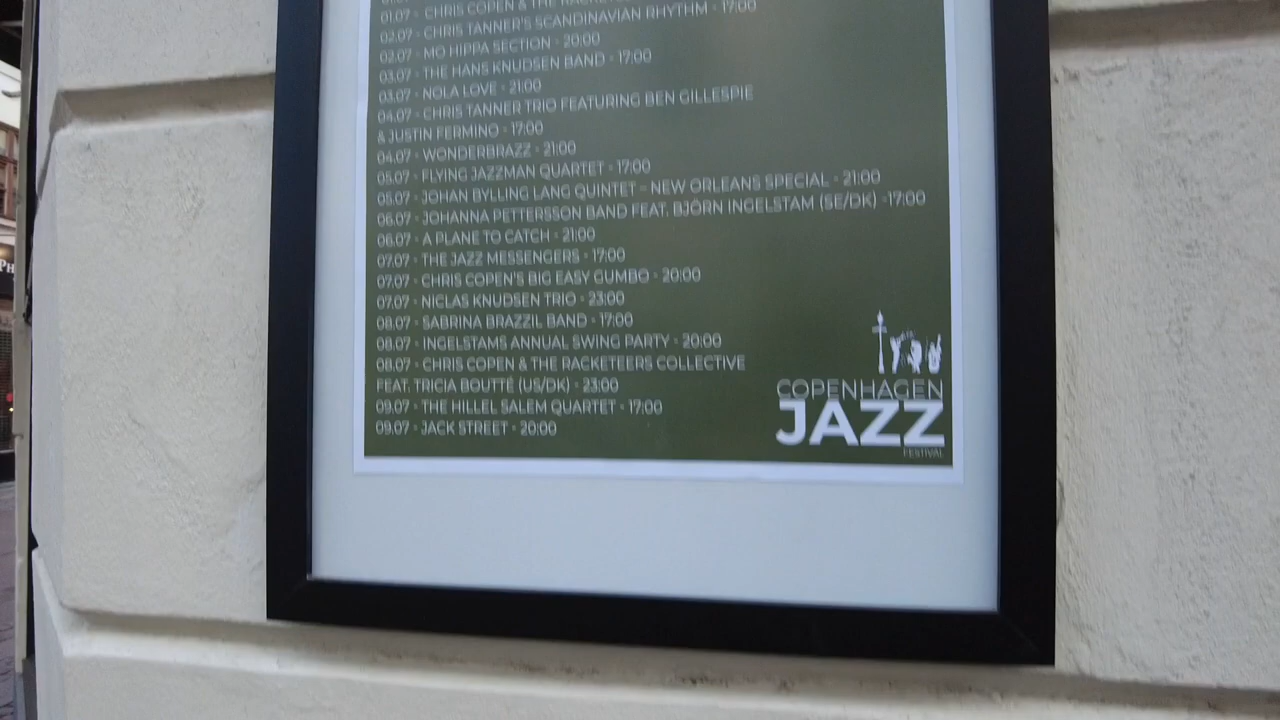 01.07 - CHRIS COPEN & THE
02.07 - CHRIS TANNER'S SCANDINAVIAN RHYTHM - 17:00
02.07 - MO HIPPA SECTION - 20:00
03.07 - THE HANS KNUDSEN BAND - 17:00
03.07 - NOLA LOVE - 21:00
04.07 - CHRIS TANNER TRIO FEATURING BEN GILLESPIE
& JUSTIN FERMINO - 17:00
04.07 - WONDERBRAZZ - 21:00
05.07 - FLYING JAZZMAN QUARTET - 17:00
05.07 - JOHAN BYLLING LANG QUINTET - NEW ORLEANS SPECIAL - 21:00
06.07 - JOHANNA PETTERSSON BAND FEAT. BJÖRN INGELSTAM (SE/DK) -17:00
06.07 - A PLANE TO CATCH - 21:00
07.07 - THE JAZZ MESSENGERS - 17:00
07.07 - CHRIS COPEN'S BIG EASY GUMBO - 20:00
07.07 - NICLAS KNUDSEN TRIO - 23:00
08.07 - SABRINA BRAZZIL BAND - 17:00
08.07 - INGELSTAMS ANNUAL SWING PARTY - 20:00
08.07 - CHRIS COPEN & THE RACKETEERS COLLECTIVE
FEAT. TRICIA BOUTTÉ (US/DK) - 23:00
09.07 - THE HILLEL SALEM QUARTET - 17:00
09.07 - JACK STREET - 20:00
COPENHAGEN
JAZZ
FESTIVAL